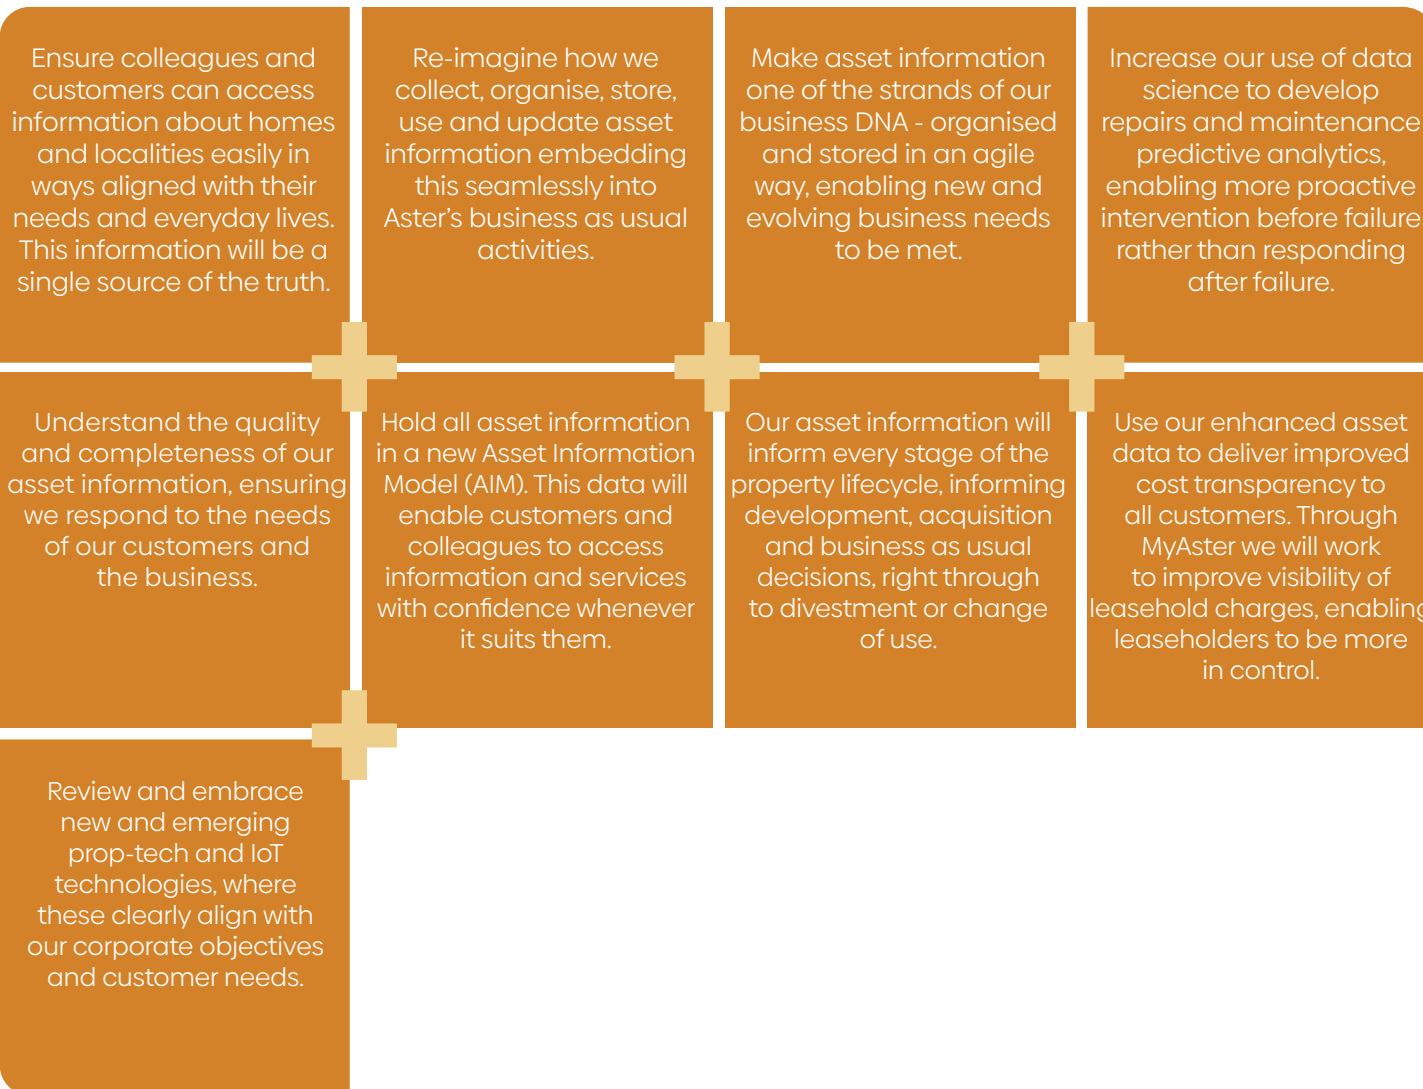 Ensure colleagues and
customers can access
information about homes
and localities easily in
ways aligned with their
needs and everyday lives.
This information will be a
single source of the truth.
Re-imagine how we
collect, organise, store,
use and update asset
information embedding
this seamlessly into
Aster's business as usual
activities.
Make asset information
one of the strands of our
business DNA - organised
and stored in an agile
way, enabling new and
evolving business needs
to be met.
Increase our use of data
science to develop
repairs and maintenance
predictive analytics,
enabling more proactive
intervention before failure
rather than responding
after failure.
Understand the quality
and completeness of our
asset information, ensuring
we respond to the needs
of our customers and
the business.
Hold all asset information
in a new Asset Information
Model (AIM). This data will
enable customers and
colleagues to access
information and services
with confidence whenever
it suits them.
Our asset information will
inform every stage of the
property lifecycle, informing
development, acquisition
and business as usual
decisions, right through
to divestment or change
of use.
Use our enhanced asset
data to deliver improved
cost transparency to
all customers. Through
MyAster we will work
to improve visibility of
leasehold charges, enabling
leaseholders to be more
in control.
Review and embrace
new and emerging
prop-tech and IoT
technologies, where
these clearly align with
our corporate objectives
and customer needs.